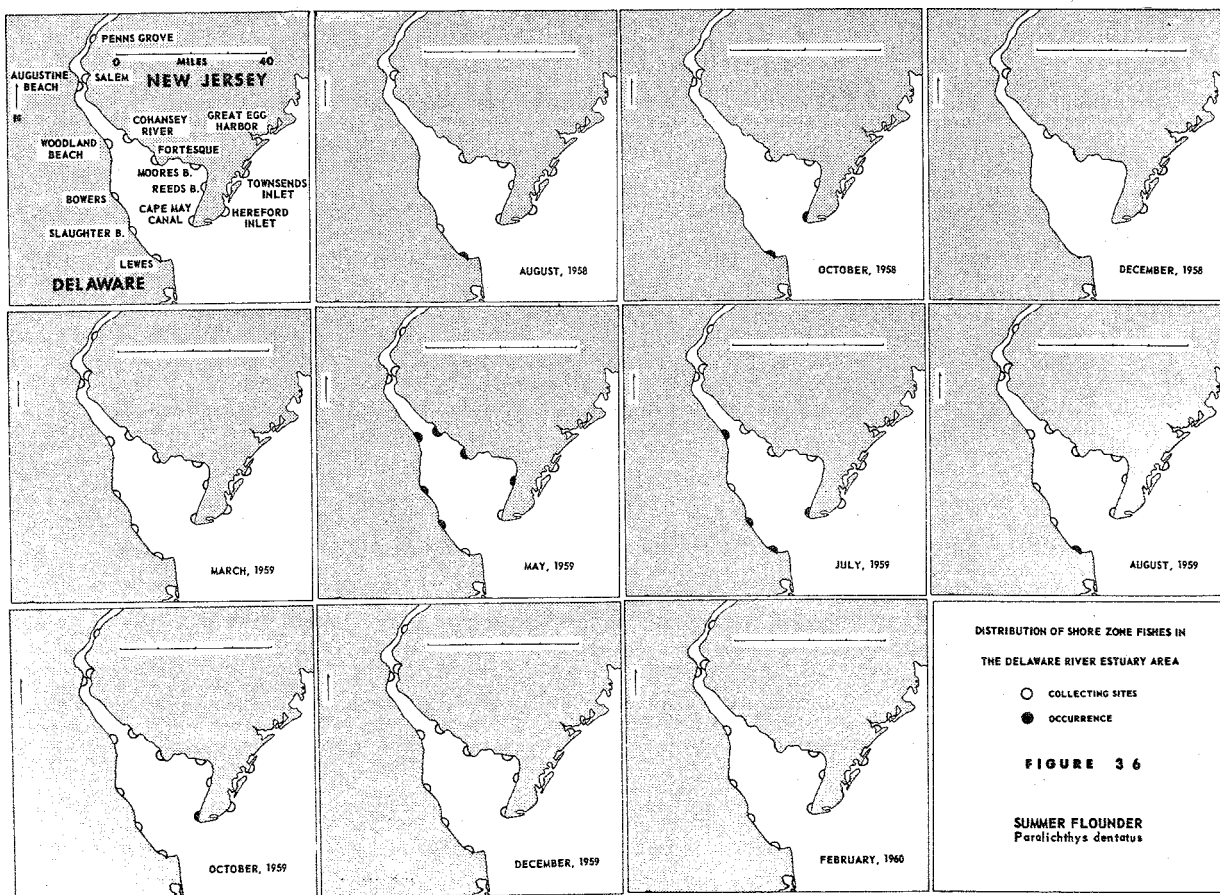 PENNS GROVE
0 MILES 40
AUGUSTINE
BEACH
SALEM
NEW JERSEY
N
COHANSEY
RIVER
GREAT EGG
HARBOR
WOODLAND
BEACH
FORTESQUE
MOORES B.
REEDS B.
TOWNSENDS
INLET
BOWERS
CAPE MAY
CANAL
HEREFORD
INLET
SLAUGHTER B.
LEWES
DELAWARE
AUGUST, 1958
OCTOBER, 1958
DECEMBER, 1958
MARCH, 1959
MAY, 1959
JULY, 1959
AUGUST, 1959
OCTOBER, 1959
DECEMBER, 1959
FEBRUARY, 1960
DISTRIBUTION OF SHORE ZONE FISHES IN
THE DELAWARE RIVER ESTUARY AREA
COLLECTING SITES
OCCURRENCE
FIGURE 36
SUMMER FLOUNDER
Paralichthys dentatus